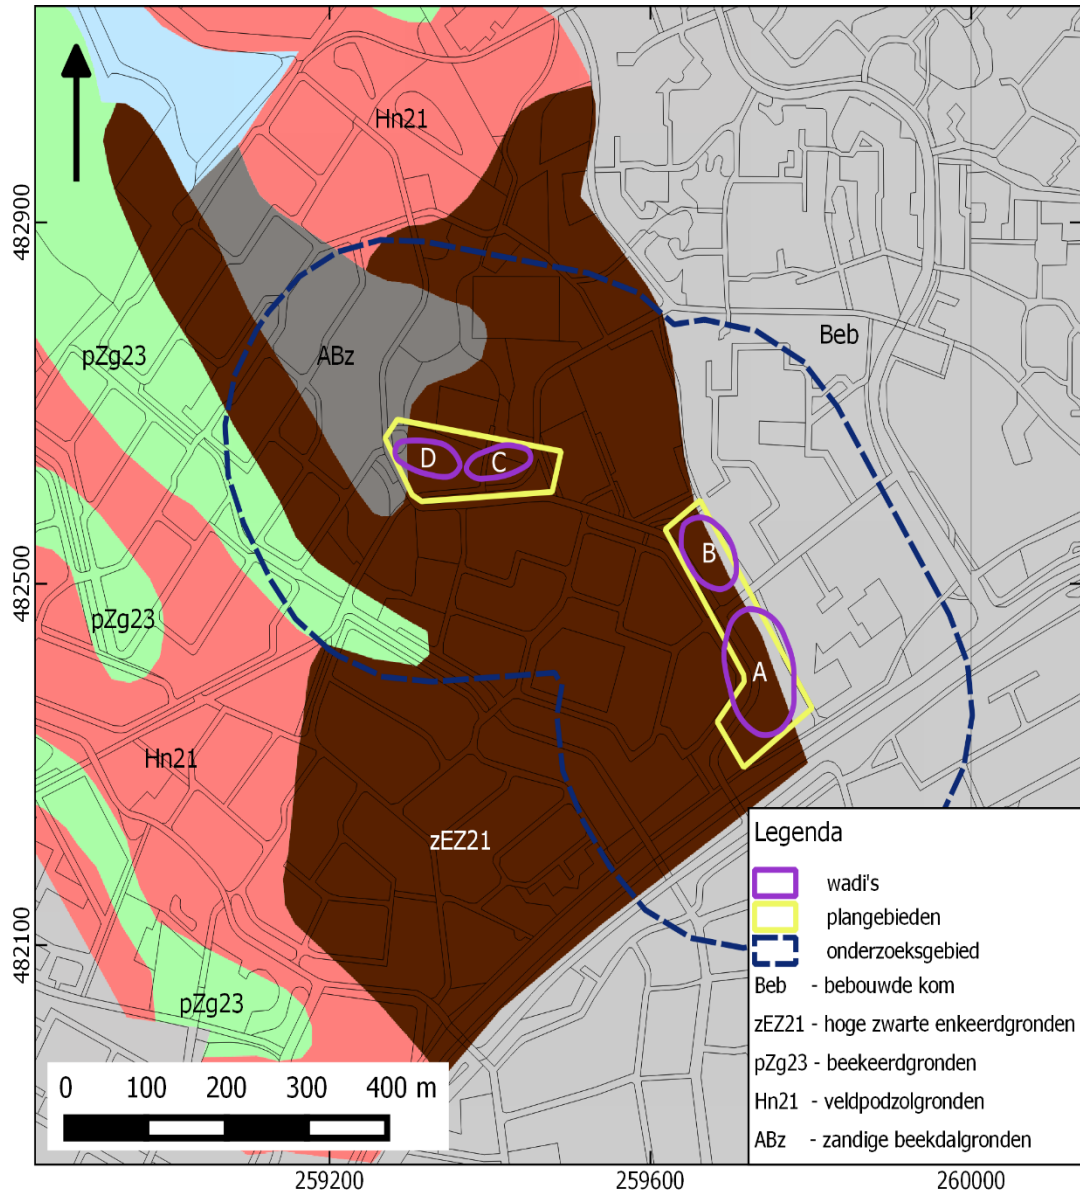 Hn21
482900
Beb
pZg23
ABz
D
C
B
482500
pZg23
A
Hn21
zEZ21
482100
pZg23
0 100 200 300 400 m
Legenda
wadi's
plangebieden
onderzoeksgebied
Beb - bebouwde kom
zEZ21 - hoge zwarte enkeerdgronden
pZg23 - beekeerdgronden
Hn21 - veldpodzolgronden
ABz - zandige beekdalgronden
259200 259600 260000